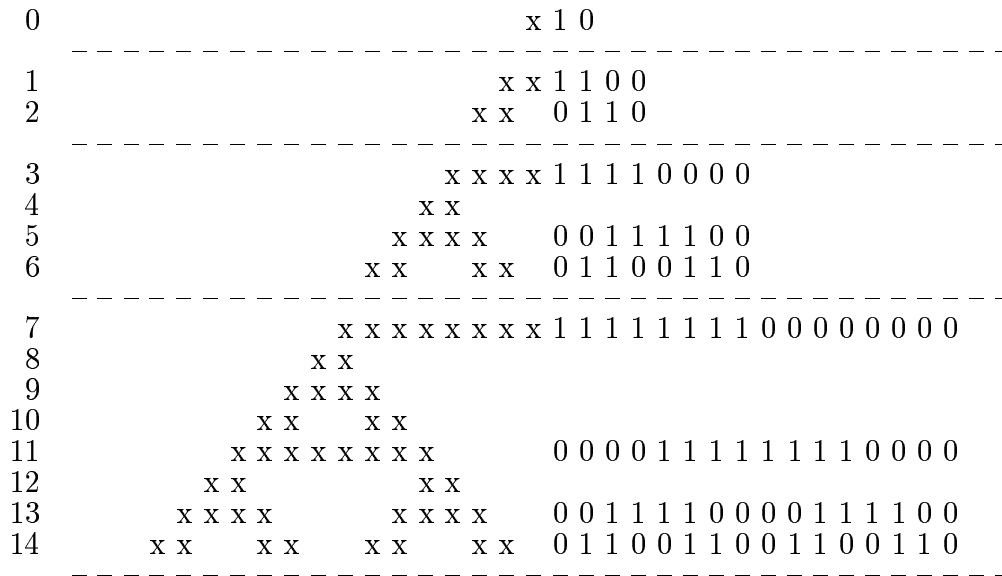 0 x 1 0
1 x x 1 1 0 0
2 x x 0 1 1 0
3 x x x x 1 1 1 1 0 0 0 0
4 x x
5 x x x x 0 0 1 1 1 1 0 0
6 x x x x 0 1 1 0 0 1 1 0
7 x x x x x x x x 1 1 1 1 1 1 1 1 0 0 0 0 0 0 0 0
8 x x
9 x x x x
10 x x x x
11 x x x x x x x x 0 0 0 0 1 1 1 1 1 1 1 1 0 0 0 0
12 x x x x
13 x x x x x x x x 0 0 1 1 1 1 0 0 0 0 1 1 1 1 0 0
14 x x x x x x x x 0 1 1 0 0 1 1 0 0 1 1 0 0 1 1 0